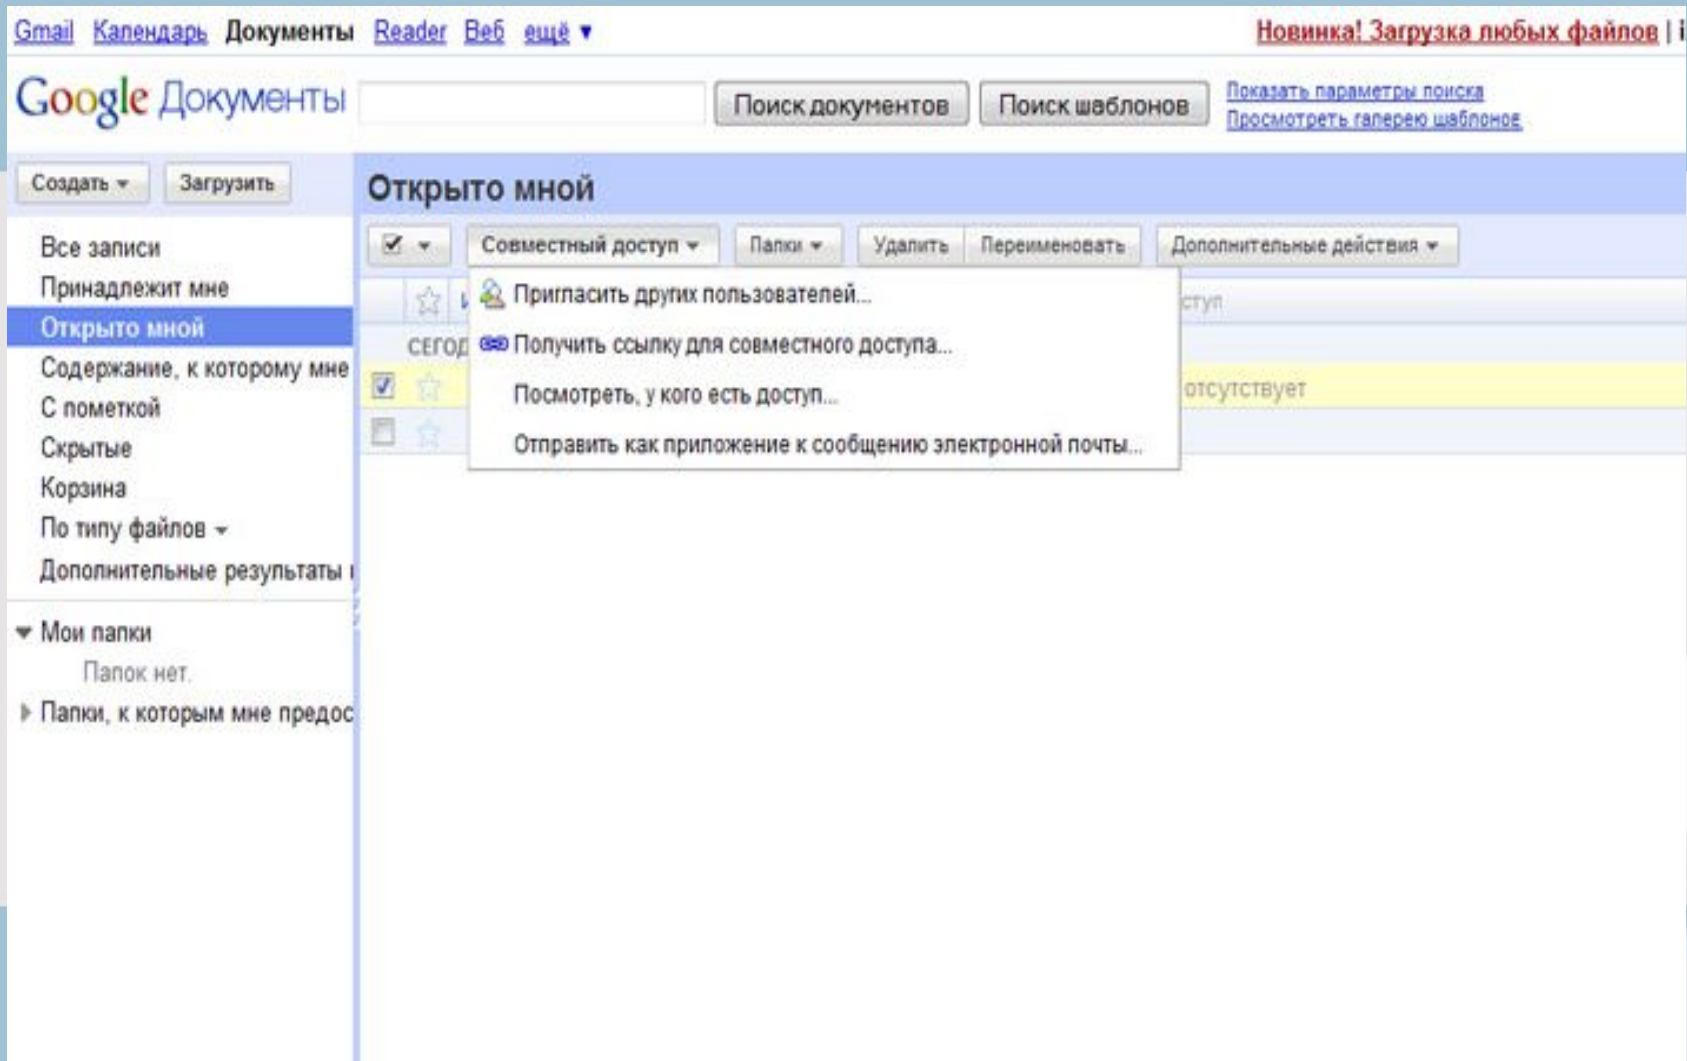 Gmail Календарь Документы Reader Веб ещё ▼ Новинка! Загрузка любых файлов | i
Google Документы Поиск документов Поиск шаблонов Показать параметры поиска
Просмотреть галерею шаблонов
Создать Загрузить Открыто мной
Совместный доступ Папки Удалить Переименовать Дополнительные действия
Все записи
Принадлежит мне
Открыто мной
Содержание, к которому мне
С пометкой
Скрытые
Корзина
По типу файлов
Дополнительные результаты
Мои папки
Папок нет.
Папки, к которым мне предос
Пригласить других пользователей...
Получить ссылку для совместного доступа...
Посмотреть, у кого есть доступ...
Отправить как приложение к сообщению электронной почты...
ступ
СЕГОД
отсутствует